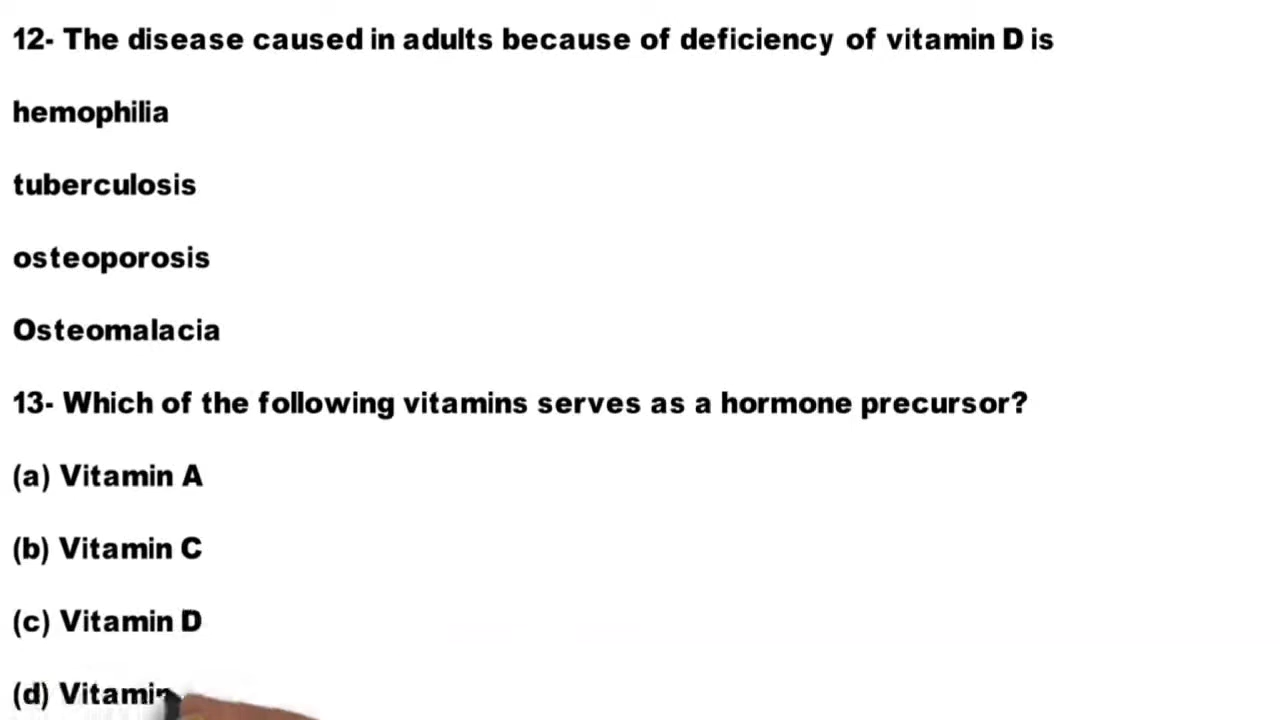 12- The disease caused in adults because of deficiency of vitamin D is
hemophilia
tuberculosis
osteoporosis
Osteomalacia
13- Which of the following vitamins serves as a hormone precursor?
(a) Vitamin A
(b) Vitamin C
(c) Vitamin D
(d)